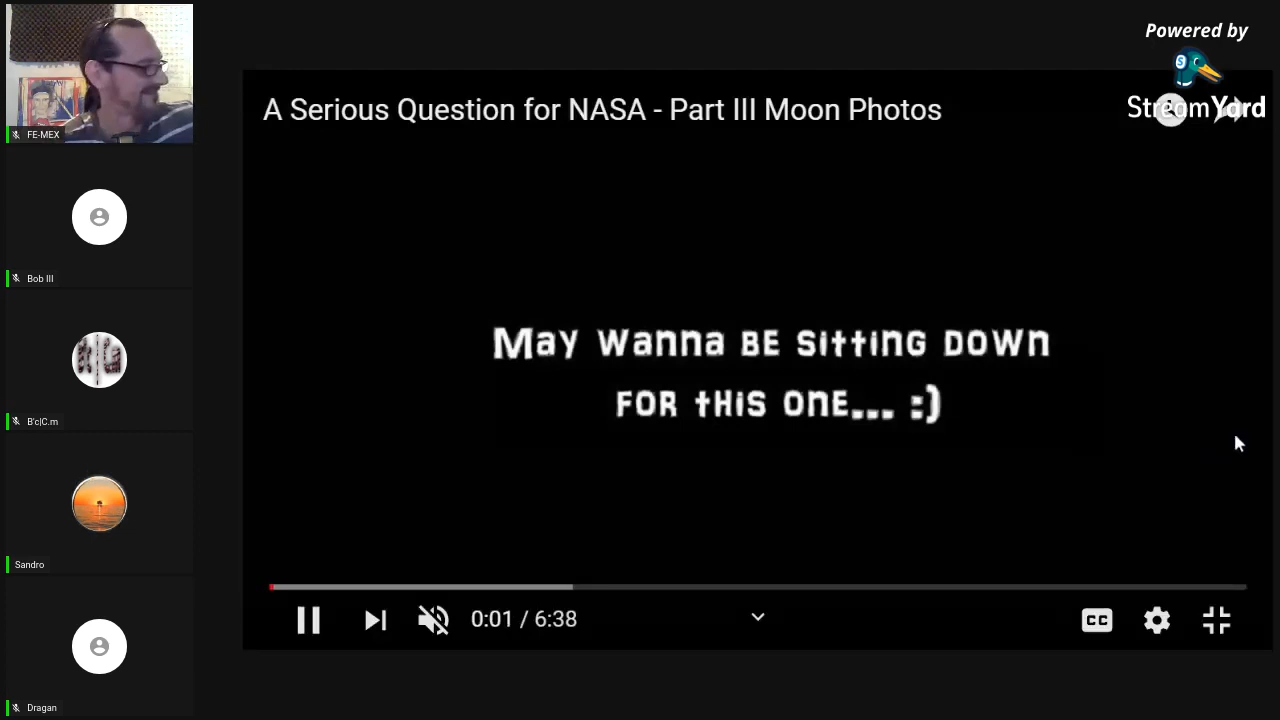 Powered by
StreamYard
A Serious Question for NASA - Part III Moon Photos
FE-MEX
May wanna be sitting down
for this one... :)
Bob III
B'c|C.m
Sandro
0:01 / 6:38
CC
Dragan